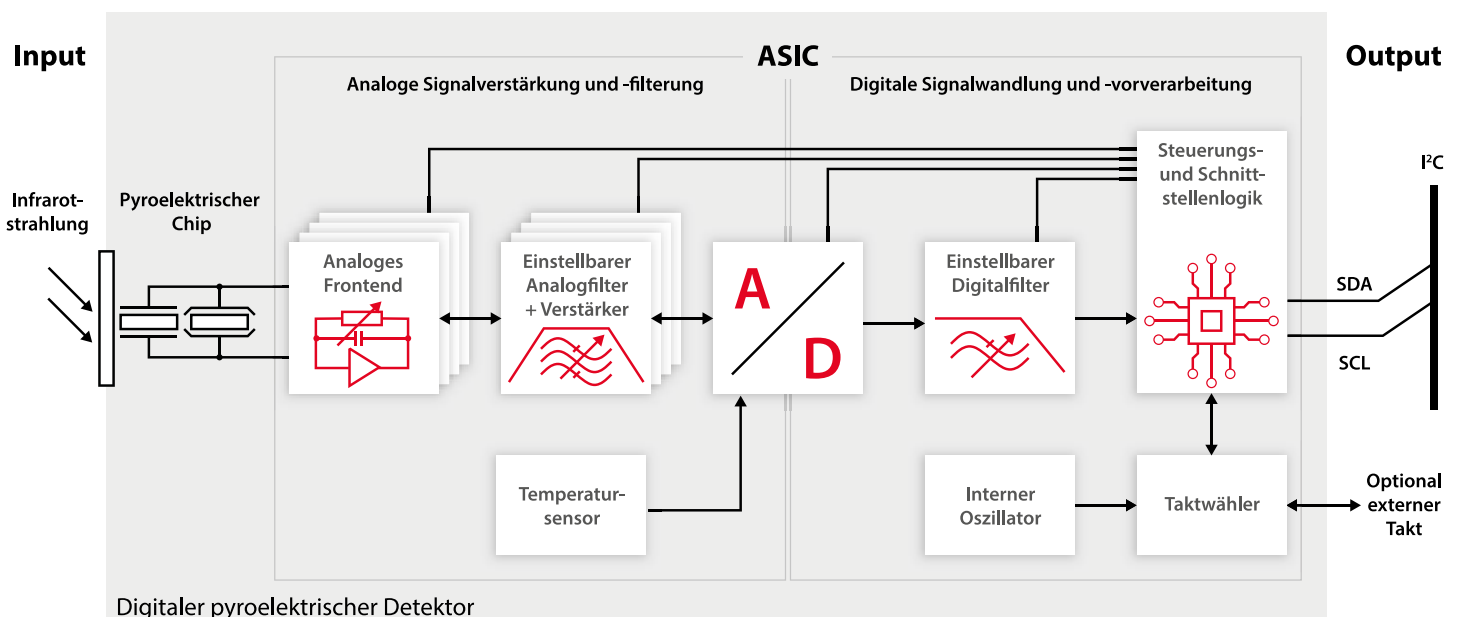 Input
ASIC
Output
Analoge Signalverstärkung und -filterung
Digitale Signalwandlung und -vorverarbeitung
Infrarot-
strahlung
Pyroelektrischer
Chip
Analoges
Frontend
Einstellbarer
Analogfilter
+ Verstärker
A
D
Einstellbarer
Digitalfilter
Steuerungs-
und Schnitt-
stellenlogik
I²C
SDA
SCL
Temperatur-
sensor
Interner
Oszillator
Taktwähler
Optional
externer
Takt
Digitaler pyroelektrischer Detektor